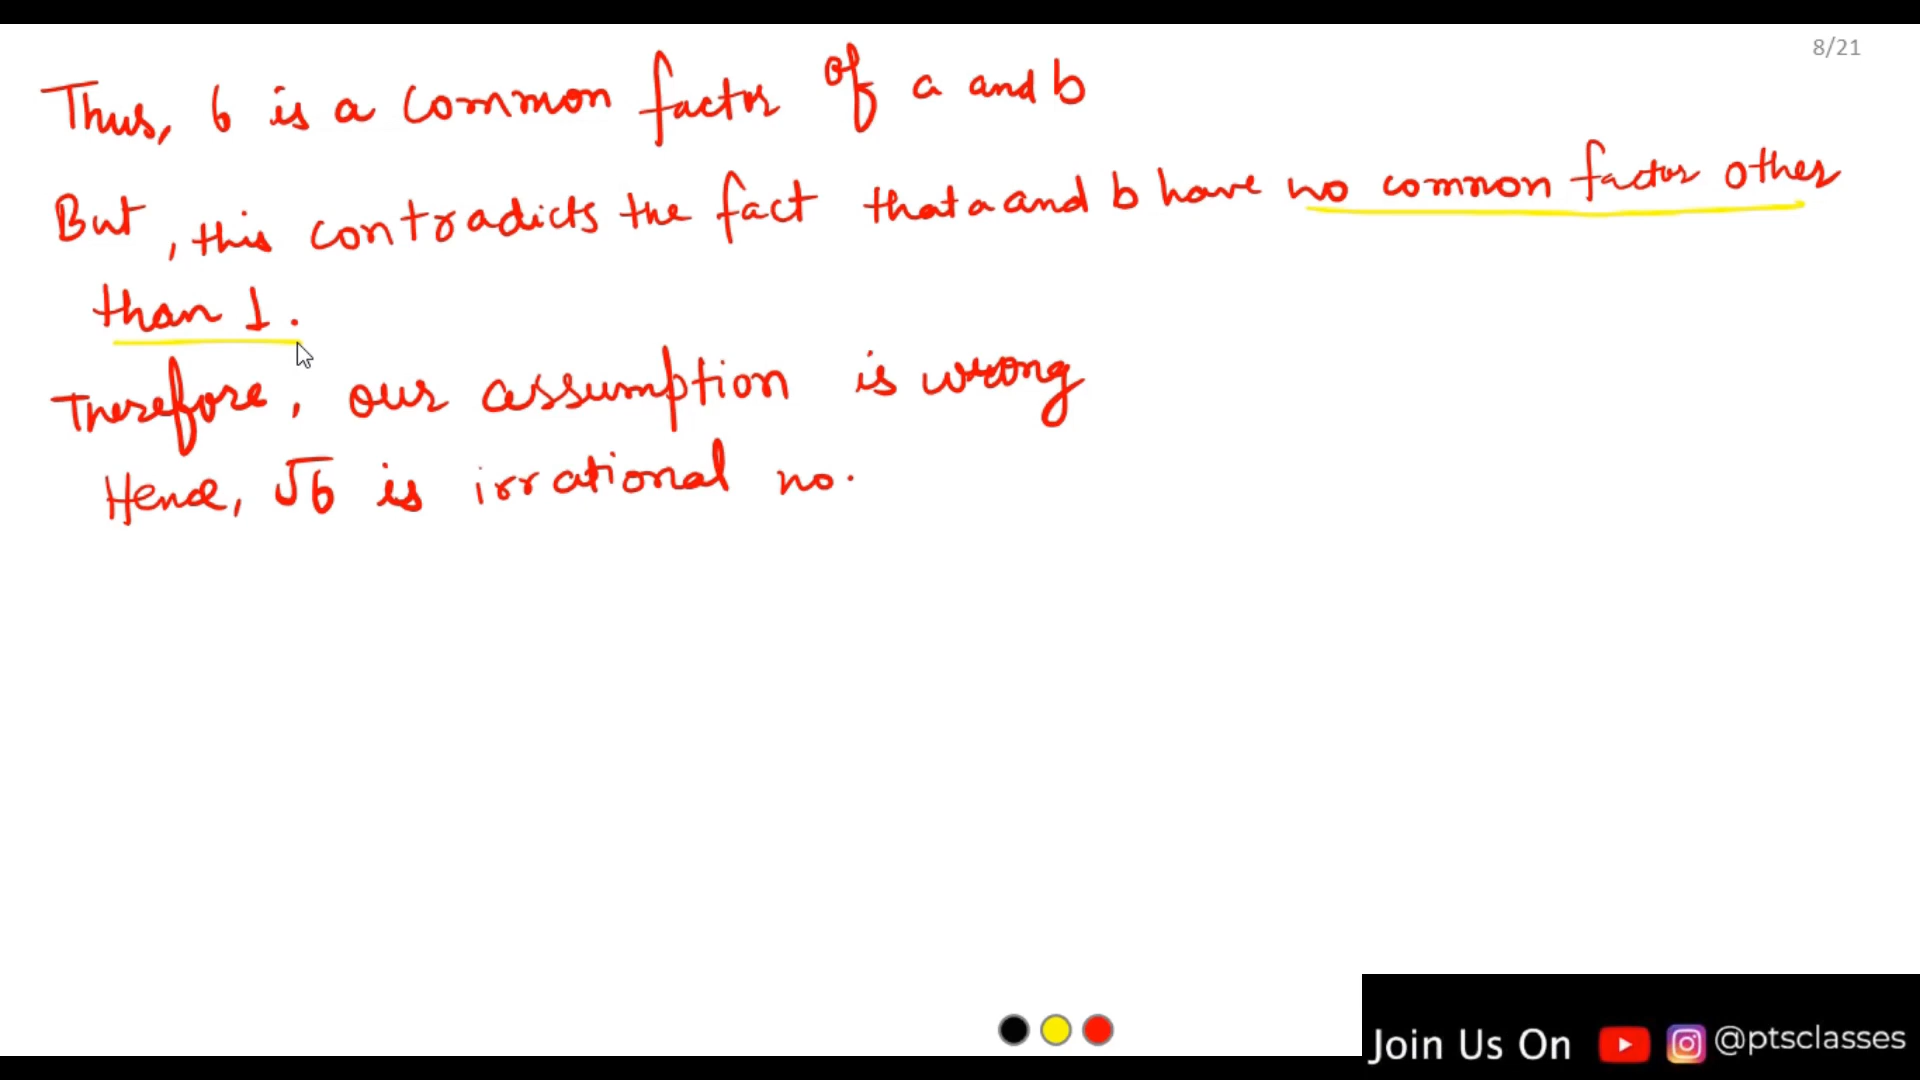 8/21
Thus, 6 is a common factor of a and b
But, this contradicts the fact that a and b have no common factor other
than 1.
Therefore, our assumption is wrong
Hence, √6 is irrational no.
Join Us On @ptsclasses